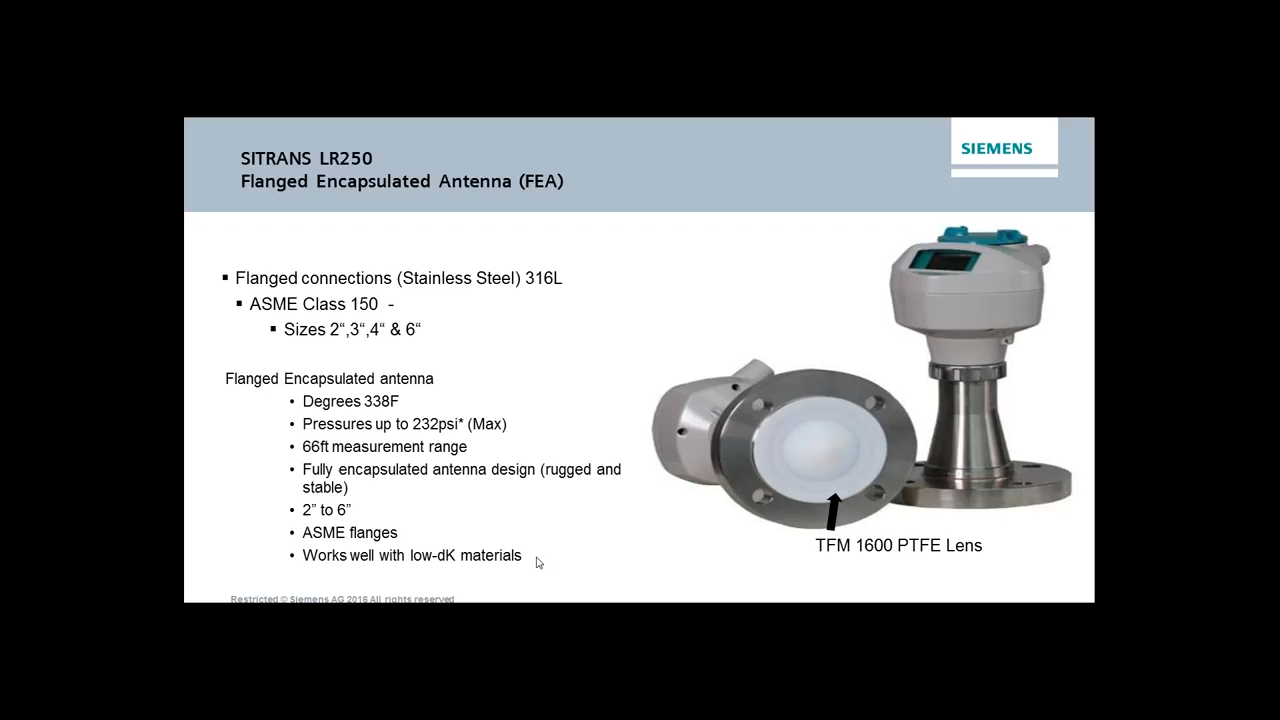 SITRANS LR250
Flanged Encapsulated Antenna (FEA)
SIEMENS
Flanged connections (Stainless Steel) 316L
ASME Class 150 -
Sizes 2“,3“,4“ & 6“
Flanged Encapsulated antenna
• Degrees 338F
• Pressures up to 232psi* (Max)
• 66ft measurement range
• Fully encapsulated antenna design (rugged and
stable)
• 2” to 6”
• ASME flanges
• Works well with low-dK materials
TFM 1600 PTFE Lens
Restricted © Siemens AG 2016 All rights reserved